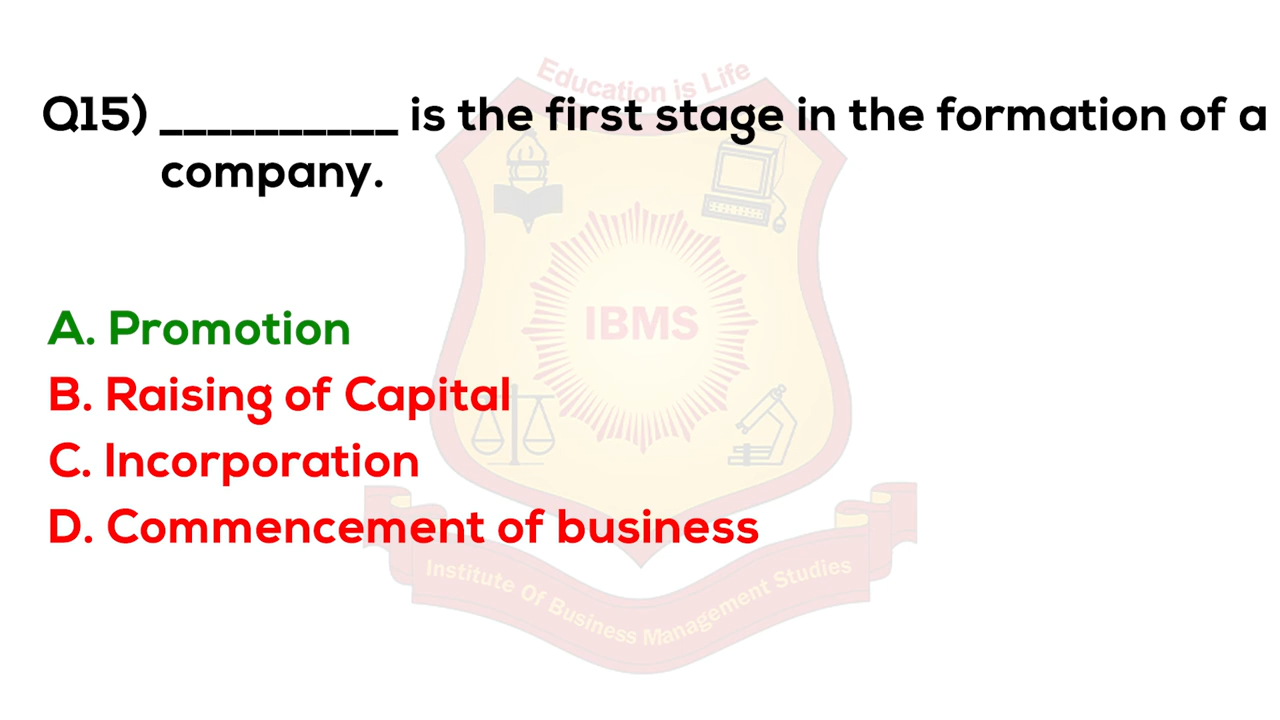 Education is Life
Q15) __________ is the first stage in the formation of a
company.
IBMS
A. Promotion
B. Raising of Capital
C. Incorporation
D. Commencement of business
Institute Of Business Management Studies